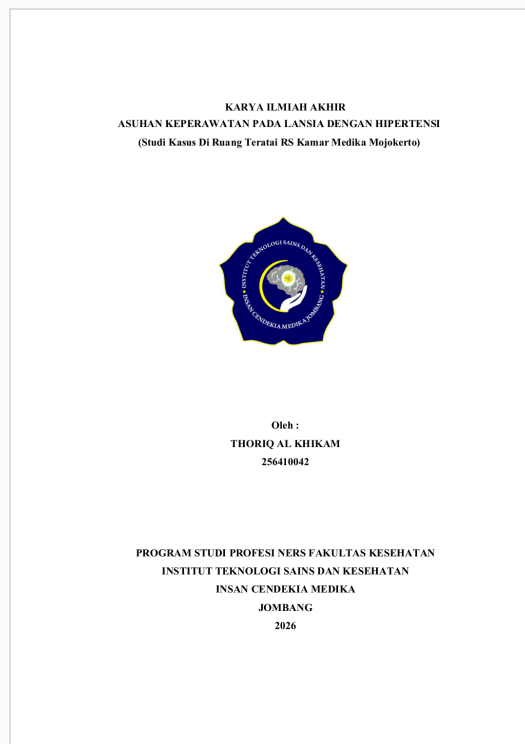 KARYA ILMIAH AKHIR
ASUHAN KEPERAWATAN PADA LANSIA DENGAN HIPERTENSI
(Studi Kasus Di Ruang Teratai RS Kamar Medika Mojokerto)
INSTITUT TEKNOLOGI SAINS DAN KESEHATAN
INSAN CENDEKIA MEDIKA JOMBANG
Oleh :
THORIQ AL KHIKAM
256410042
PROGRAM STUDI PROFESI NERS FAKULTAS KESEHATAN
INSTITUT TEKNOLOGI SAINS DAN KESEHATAN
INSAN CENDEKIA MEDIKA
JOMBANG
2026